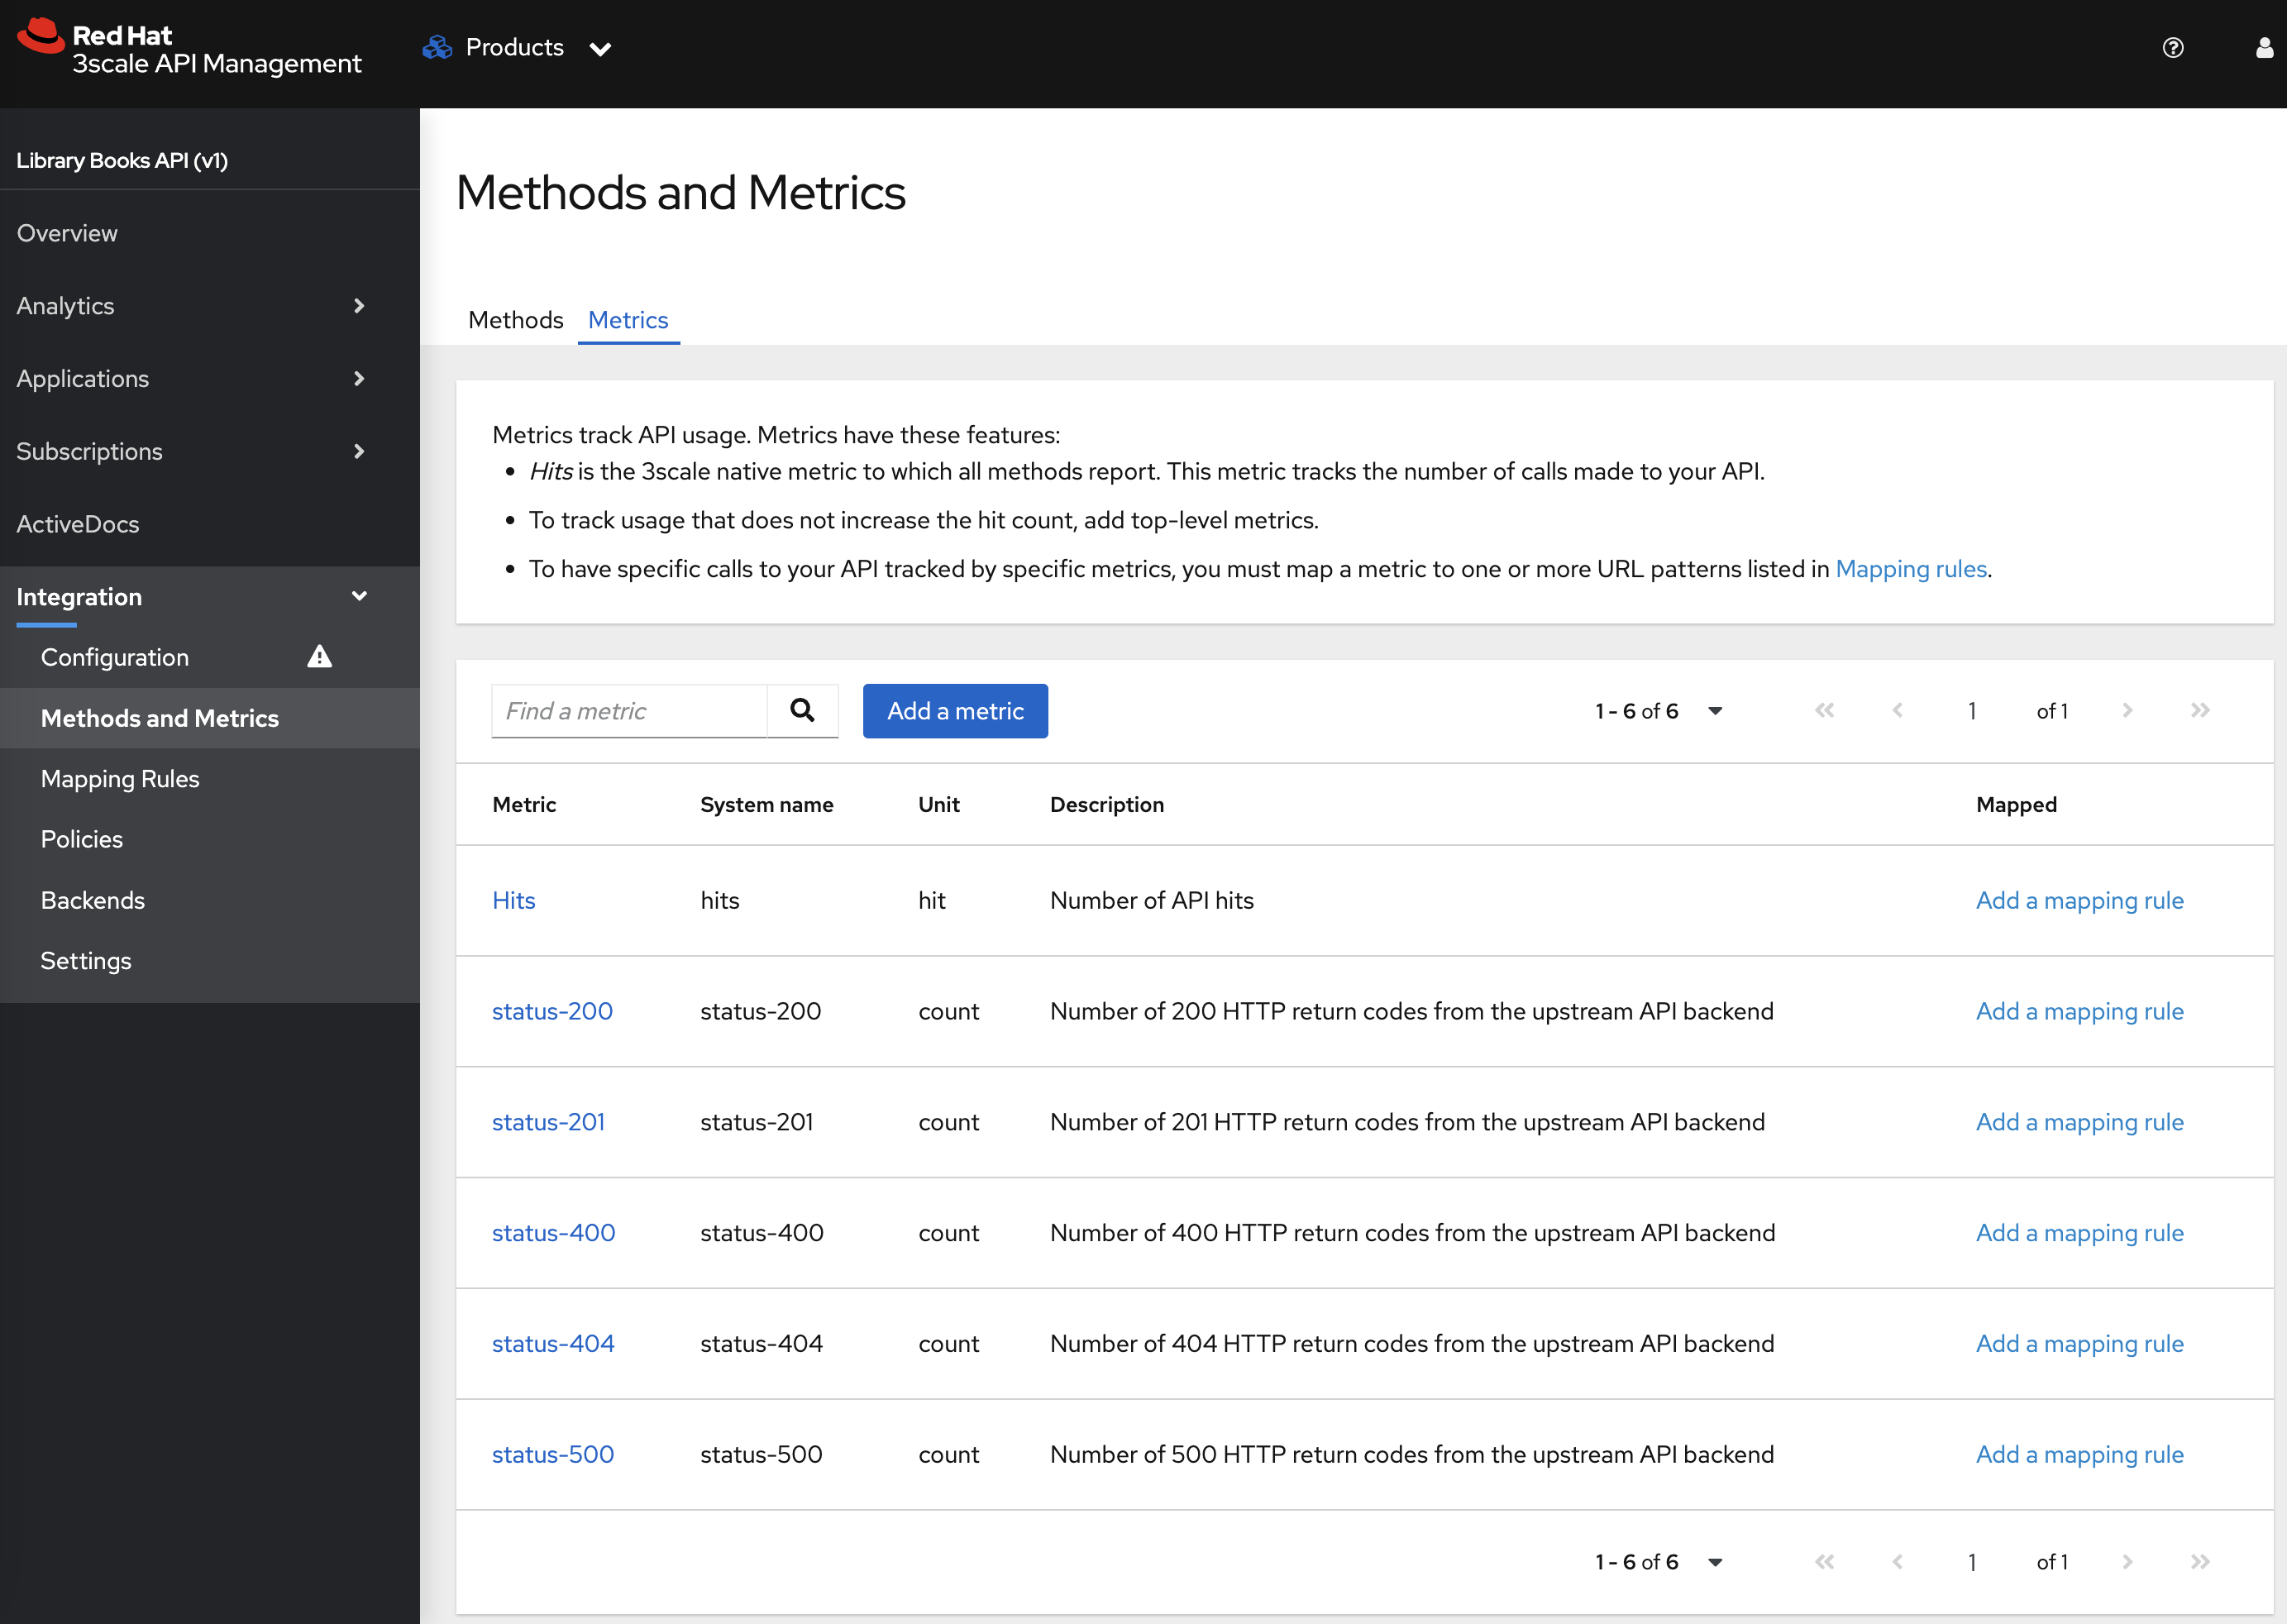 Red Hat
3scale API Management
Products
Library Books API (v1)
Overview
Analytics
Applications
Subscriptions
ActiveDocs
Integration
Configuration
Methods and Metrics
Mapping Rules
Policies
Backends
Settings
Methods and Metrics
Methods Metrics
Metrics track API usage. Metrics have these features:
• Hits is the 3scale native metric to which all methods report. This metric tracks the number of calls made to your API.
• To track usage that does not increase the hit count, add top-level metrics.
• To have specific calls to your API tracked by specific metrics, you must map a metric to one or more URL patterns listed in Mapping rules.
Find a metric Add a metric 1 - 6 of 6 1 of 1
Metric System name Unit Description Mapped
Hits hits hit Number of API hits Add a mapping rule
status-200 status-200 count Number of 200 HTTP return codes from the upstream API backend Add a mapping rule
status-201 status-201 count Number of 201 HTTP return codes from the upstream API backend Add a mapping rule
status-400 status-400 count Number of 400 HTTP return codes from the upstream API backend Add a mapping rule
status-404 status-404 count Number of 404 HTTP return codes from the upstream API backend Add a mapping rule
status-500 status-500 count Number of 500 HTTP return codes from the upstream API backend Add a mapping rule
1 - 6 of 6 1 of 1